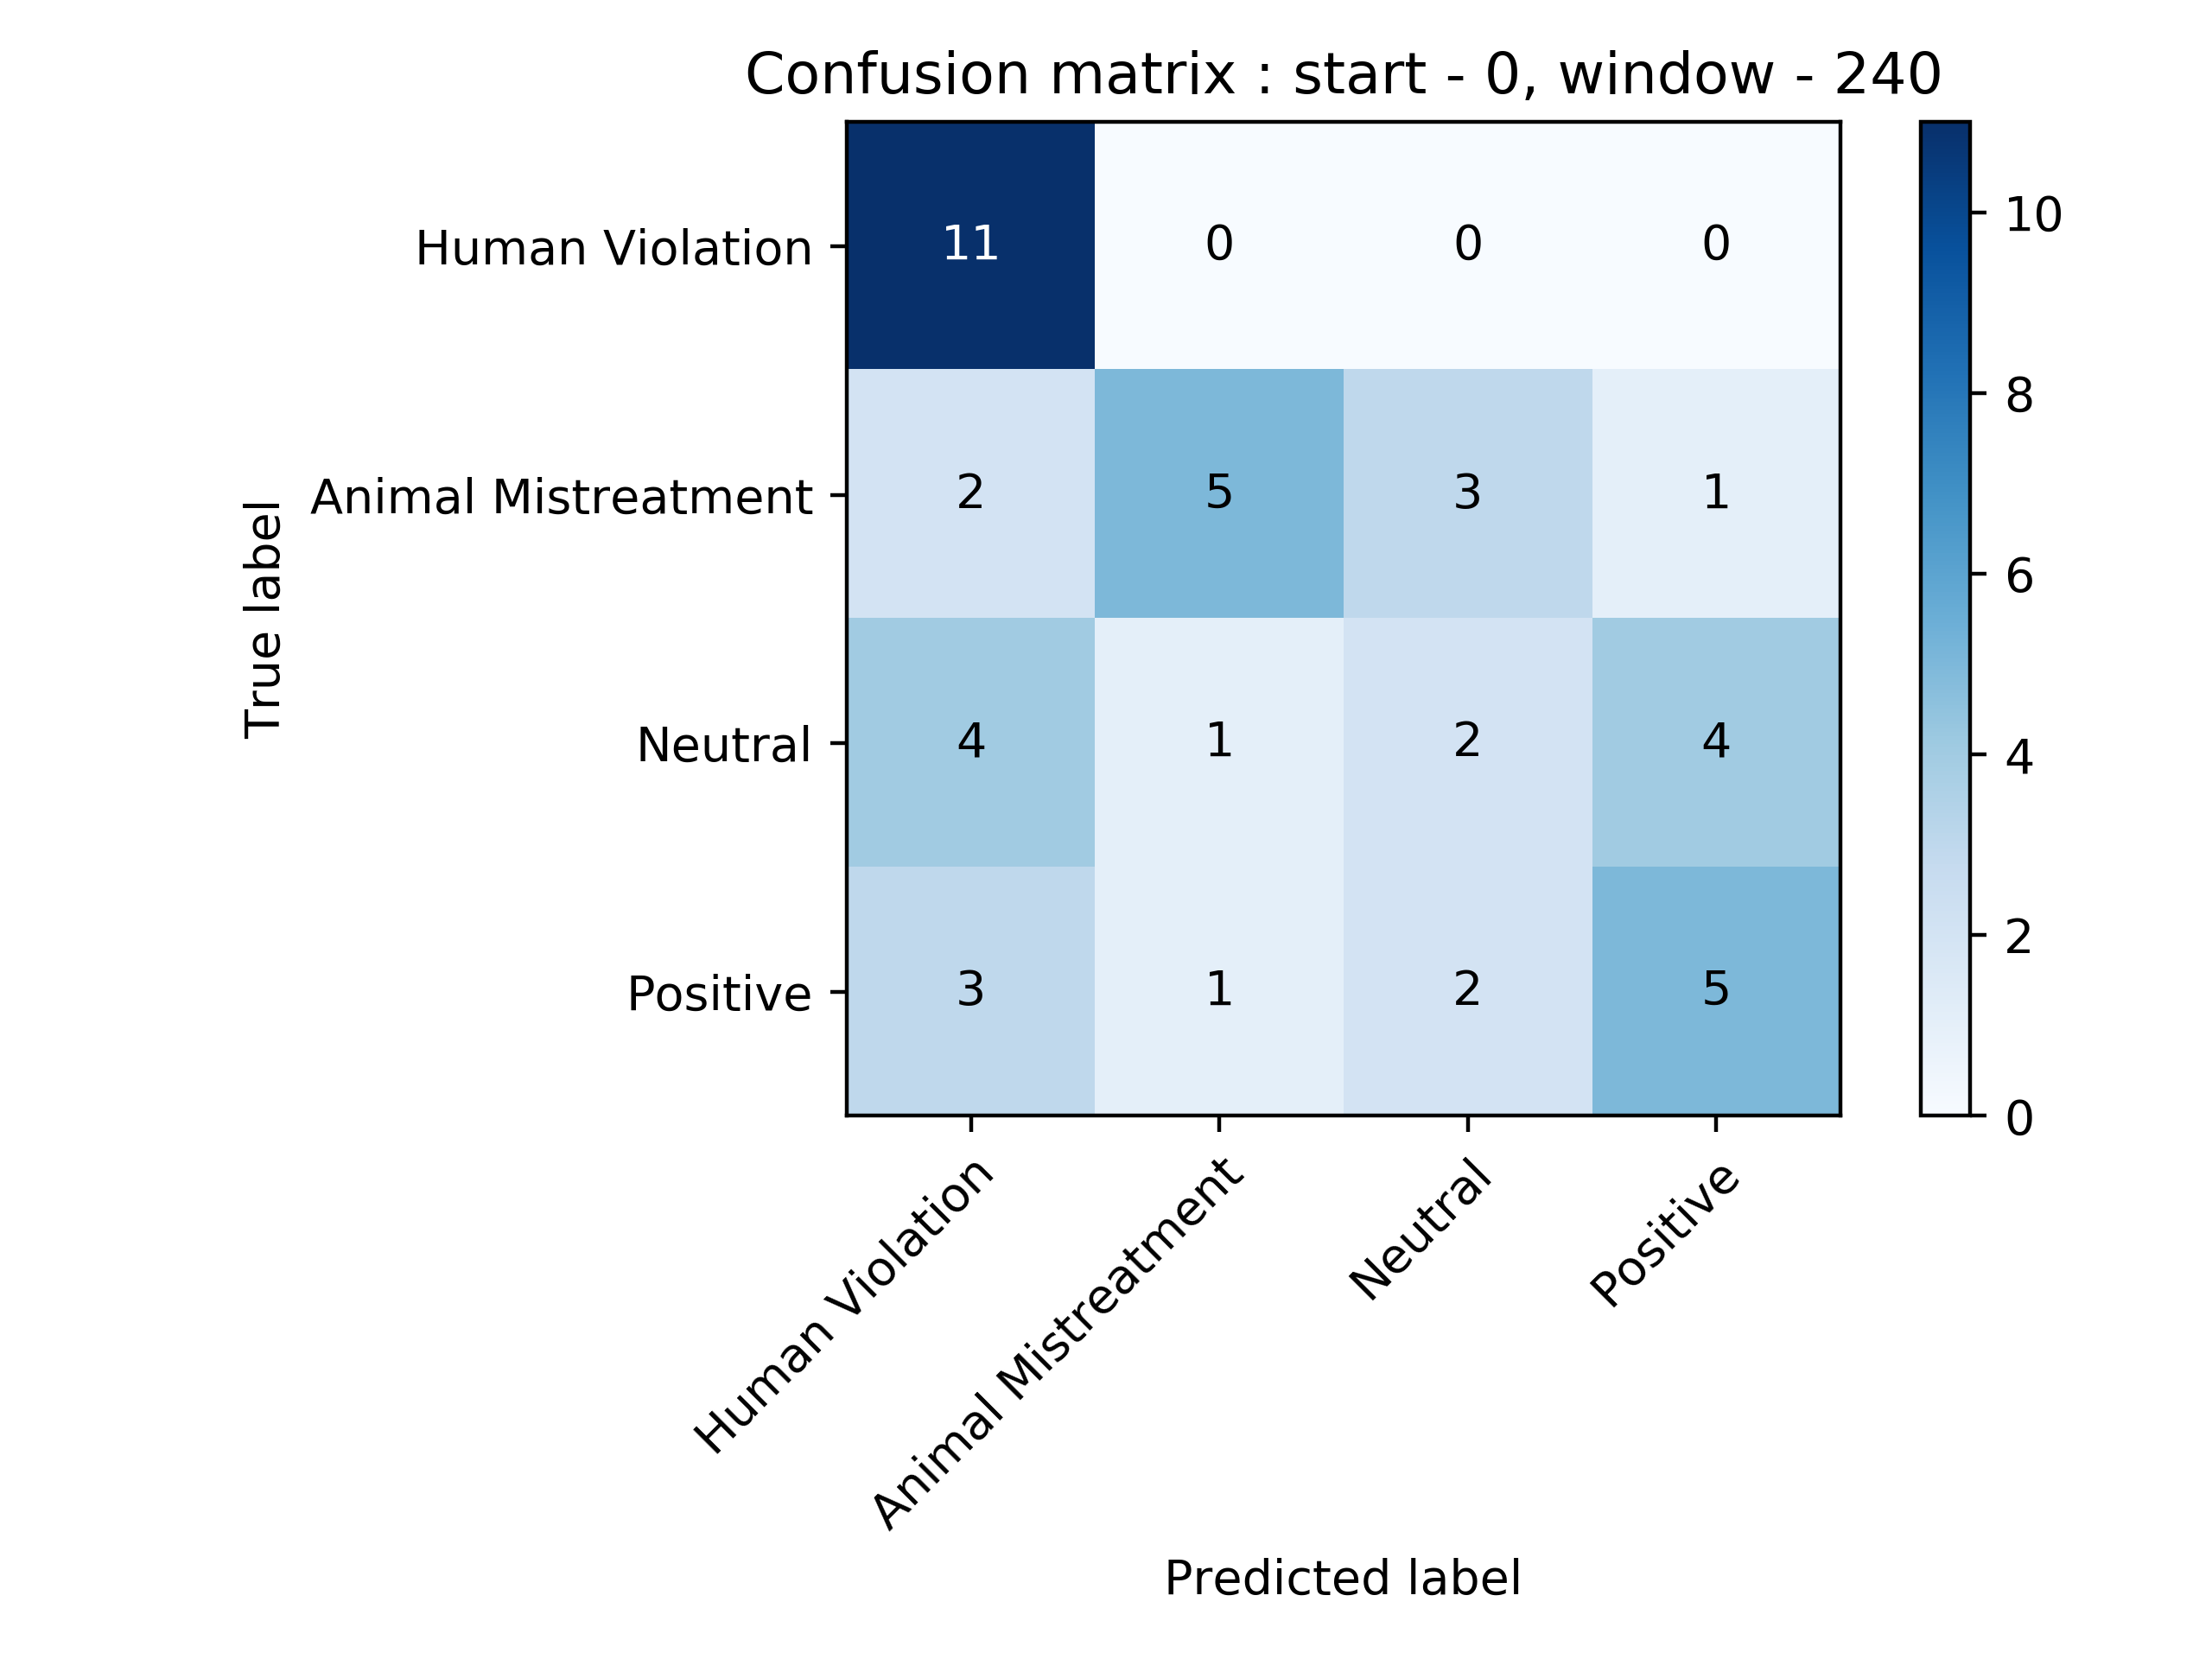 Confusion matrix : start - 0, window - 240
True label
Human Violation
11 0 0 0
Animal Mistreatment
2 5 3 1
Neutral
4 1 2 4
Positive
3 1 2 5
Human Violation
Animal Mistreatment
Neutral
Positive
Predicted label
10
8
6
4
2
0